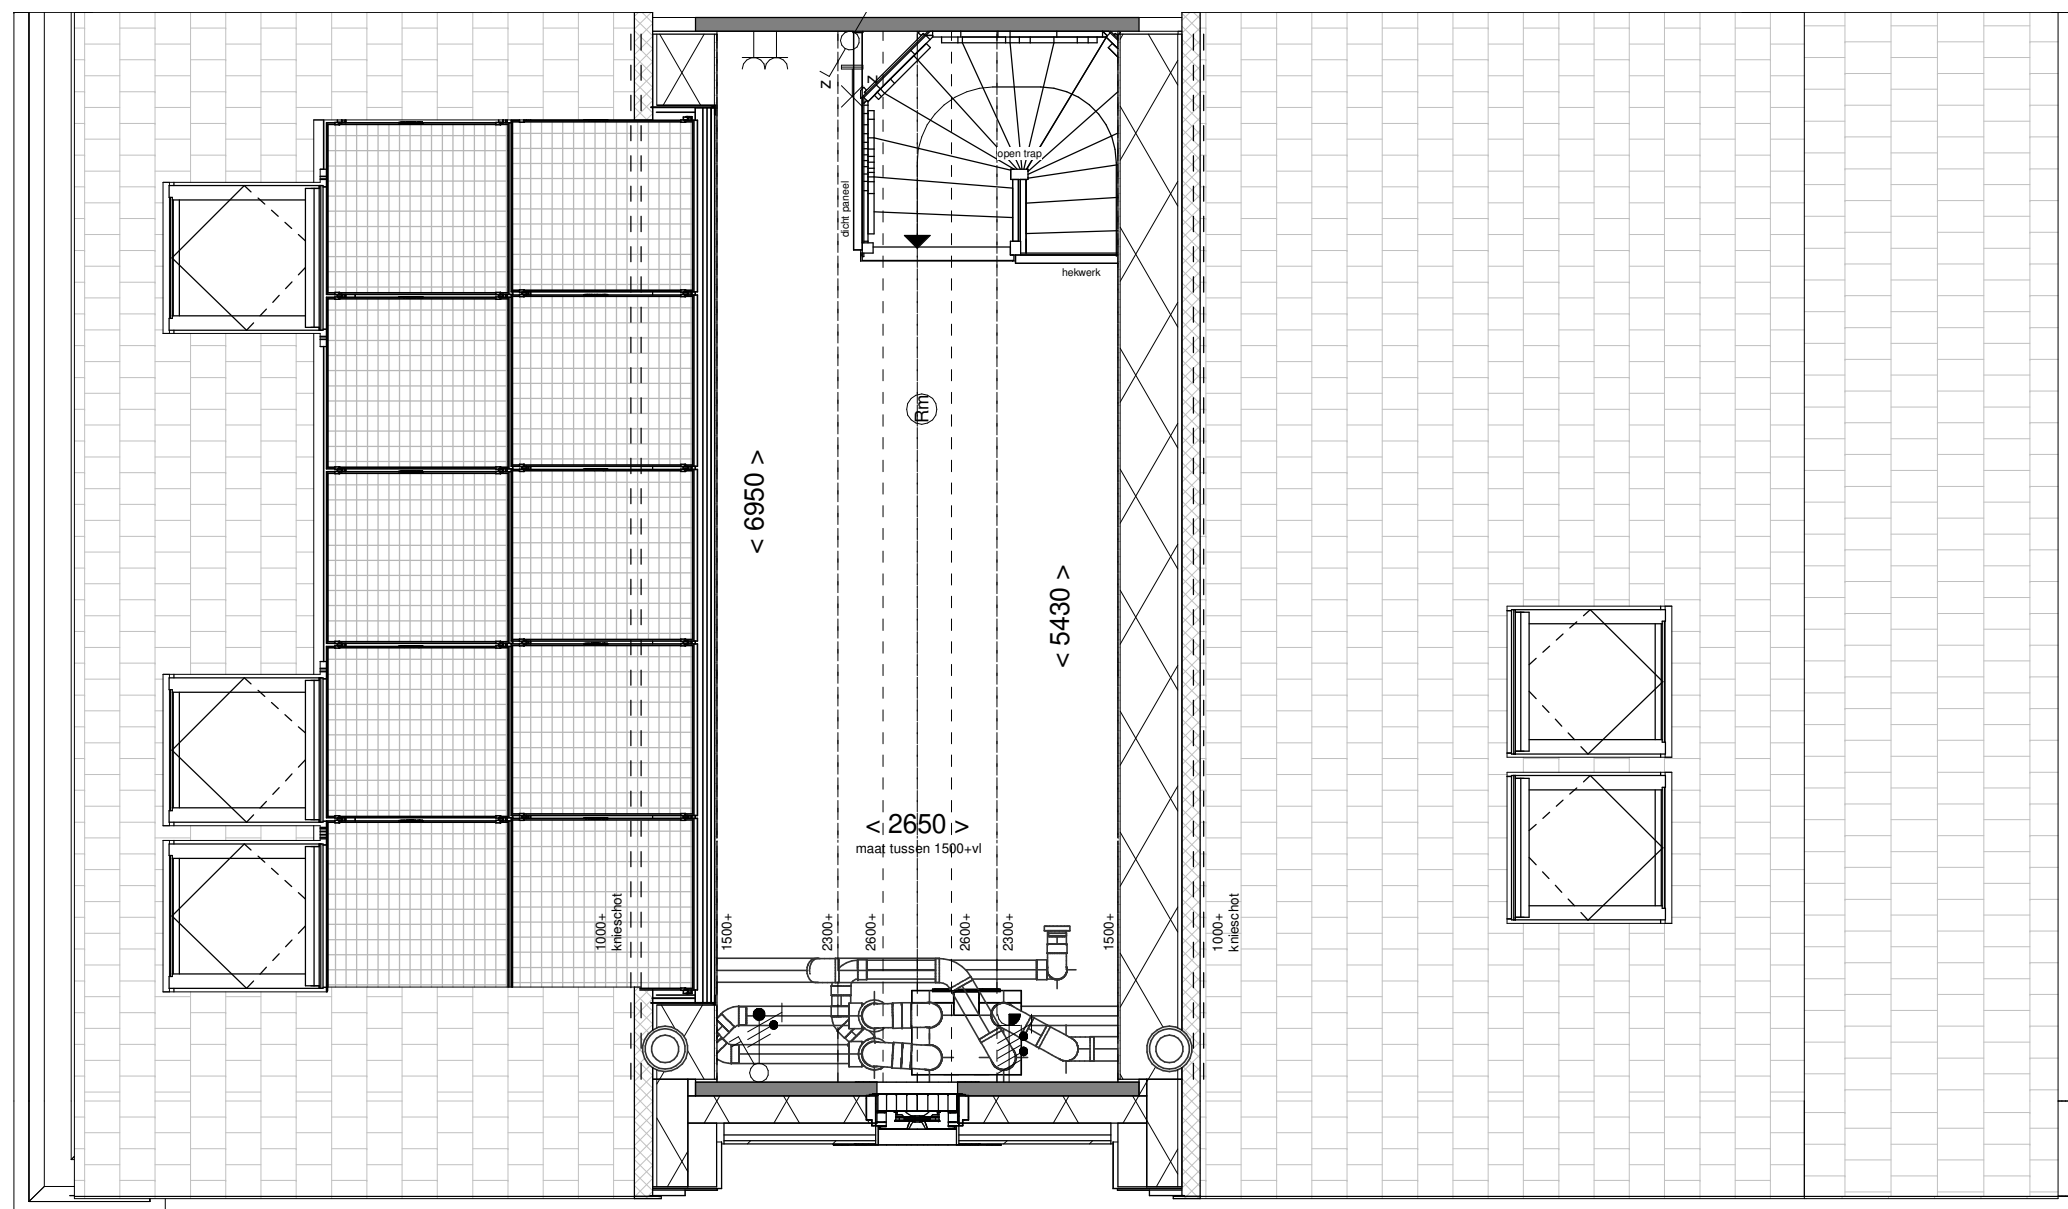 Z
Z
open trap
dicht paneel
hekwerk
Rm
< 6950 >
< 5430 >
< 2650 >
maat tussen 1500+vl
1000+
knieschot
1500+
2300+
2600+
2600+
2300+
1500+
1000+
knieschot